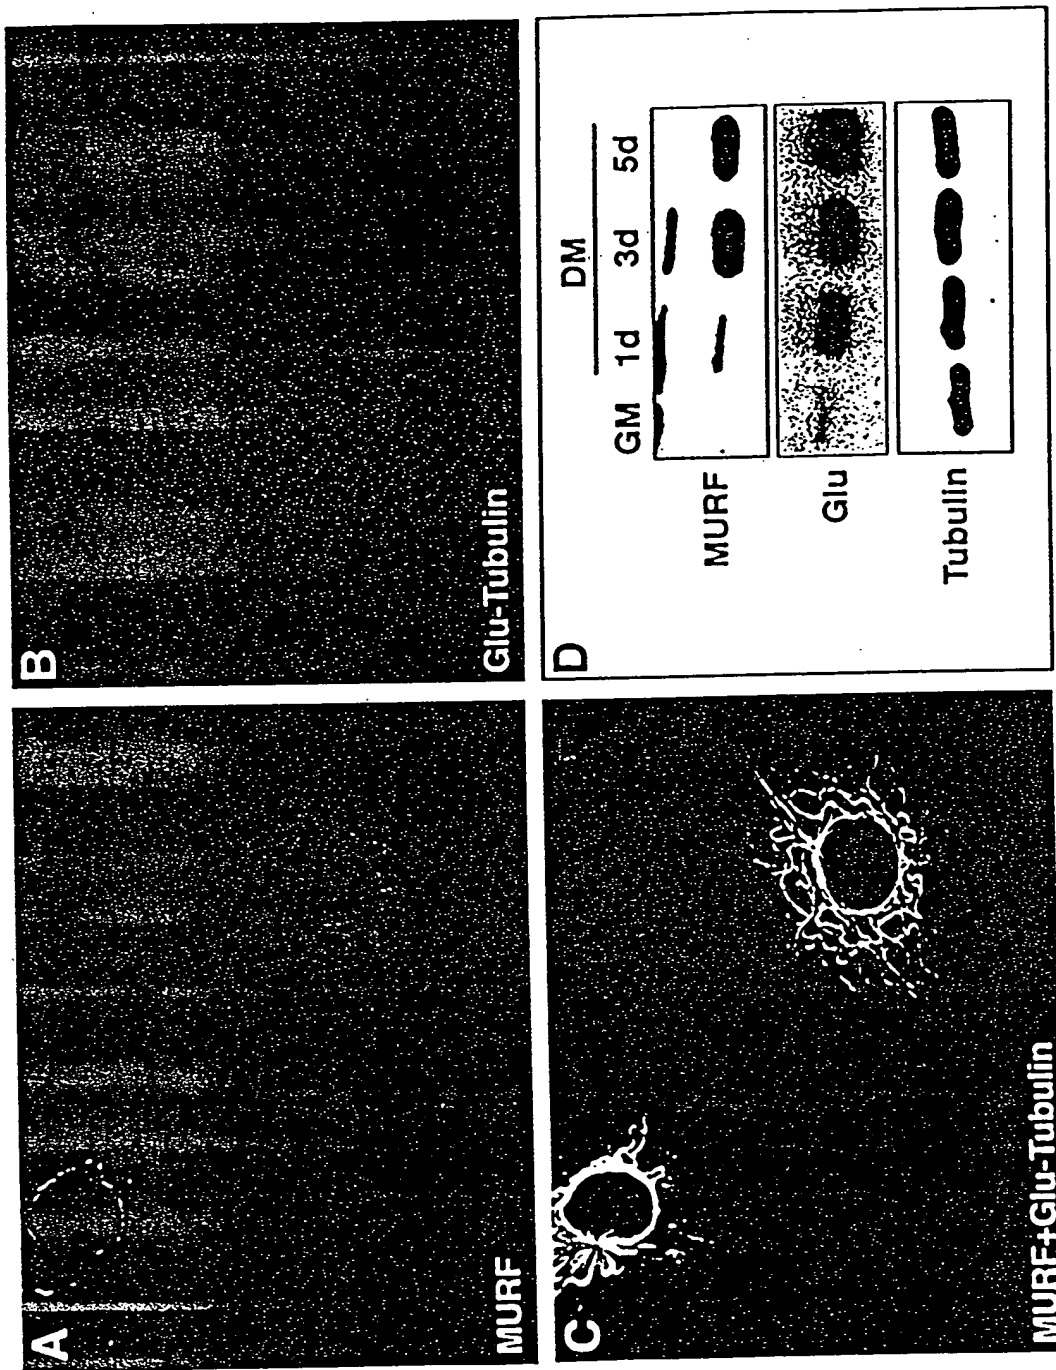 A
MURF
B
Glu-Tubulin
C
MURF+Glu-Tubulin
D
DM
GM 1d 3d 5d
MURF
Glu
Tubulin